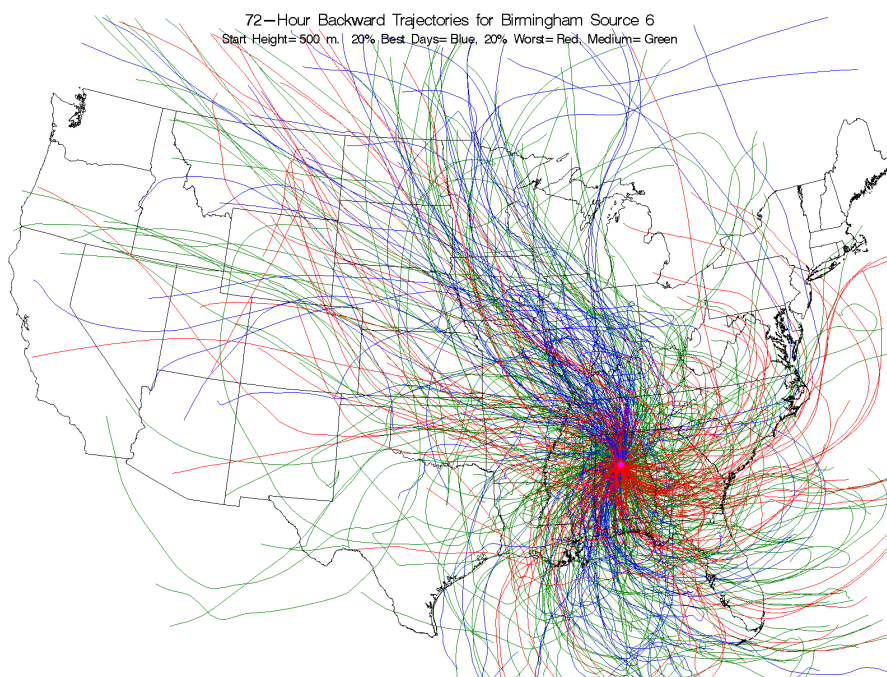 72-Hour Backward Trajectories for Birmingham Source 6
Start Height= 500 m.  20% Best Days= Blue, 20% Worst= Red, Medium= Green